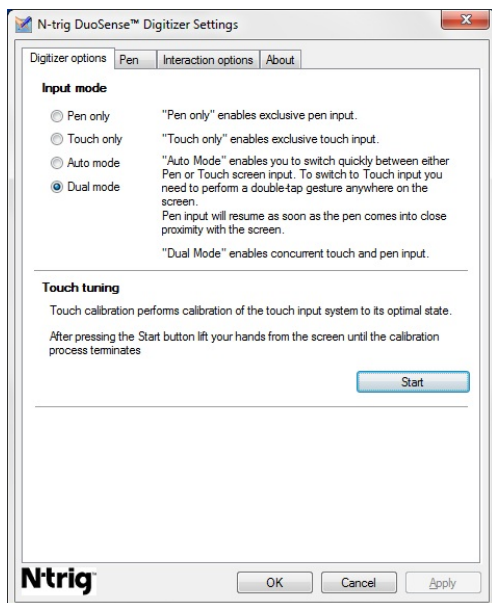 N-trig DuoSense™ Digitizer Settings
Digitizer options
Pen
Interaction options
About
Input mode
Pen only
"Pen only" enables exclusive pen input.
Touch only
"Touch only" enables exclusive touch input.
Auto mode
"Auto Mode" enables you to switch quickly between either
Pen or Touch screen input. To switch to Touch input you
Dual mode
need to perform a double-tap gesture anywhere on the
screen.
Pen input will resume as soon as the pen comes into close
proximity with the screen.
"Dual Mode" enables concurrent touch and pen input.
Touch tuning
Touch calibration performs calibration of the touch input system to its optimal state.
After pressing the Start button lift your hands from the screen until the calibration
process terminates
Start
N-trig
OK
Cancel
Apply